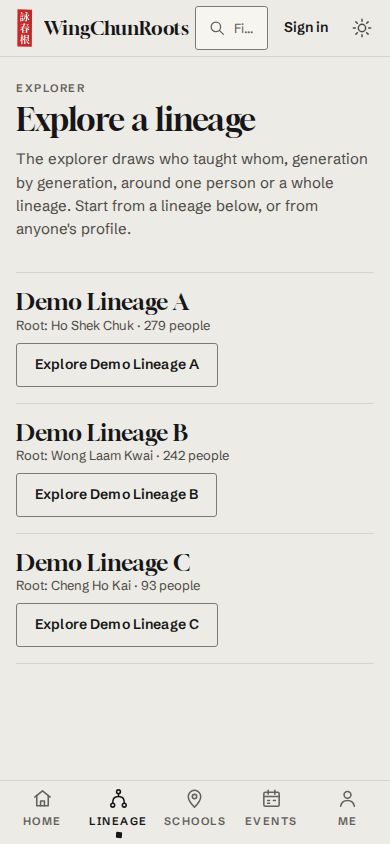 詠春根
WingChunRoots
Fi...
Sign in
EXPLORER
Explore a lineage
The explorer draws who taught whom, generation
by generation, around one person or a whole
lineage. Start from a lineage below, or from
anyone's profile.
Demo Lineage A
Root: Ho Shek Chuk · 279 people
Explore Demo Lineage A
Demo Lineage B
Root: Wong Laam Kwai · 242 people
Explore Demo Lineage B
Demo Lineage C
Root: Cheng Ho Kai · 93 people
Explore Demo Lineage C
HOME
LINEAGE
SCHOOLS
EVENTS
ME